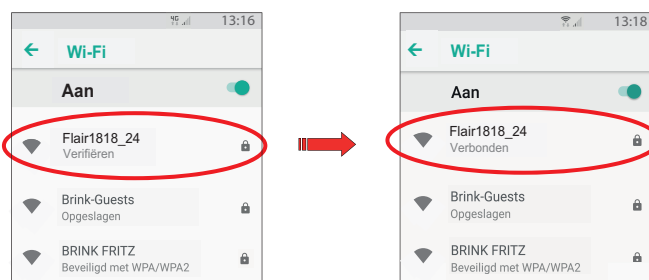 4G 13:16
Wi-Fi
Aan
Flair1818_24
Verifiëren
Brink-Guests
Opgeslagen
BRINK FRITZ
Beveiligd met WPA/WPA2
13:18
Wi-Fi
Aan
Flair1818_24
Verbonden
Brink-Guests
Opgeslagen
BRINK FRITZ
Beveiligd met WPA/WPA2